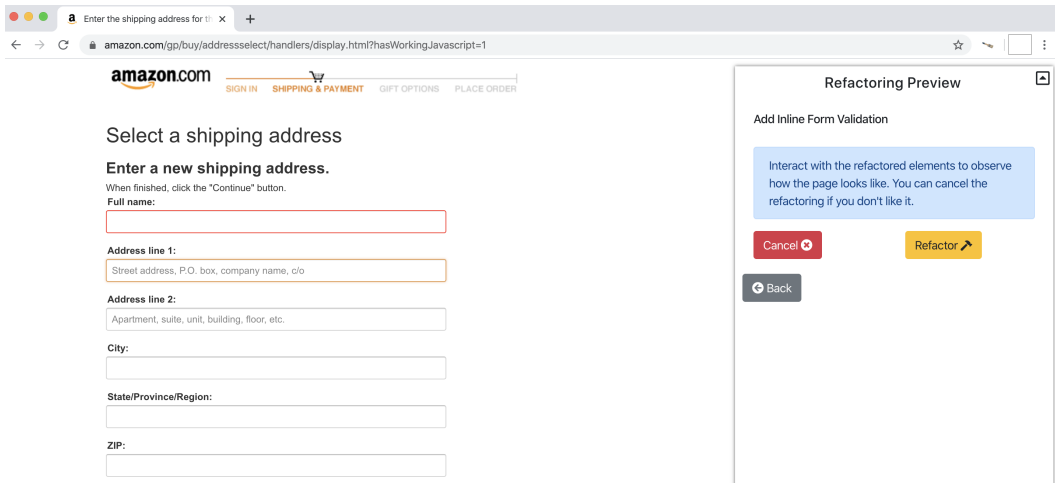 a Enter the shipping address for th × +
amazon.com/gp/buy/addressselect/handlers/display.html?hasWorkingJavascript=1
amazon.com
SIGN IN SHIPPING & PAYMENT GIFT OPTIONS PLACE ORDER
Select a shipping address
Enter a new shipping address.
When finished, click the "Continue" button.
Full name:
Address line 1:
Street address, P.O. box, company name, c/o
Address line 2:
Apartment, suite, unit, building, floor, etc.
City:
State/Province/Region:
ZIP:
Refactoring Preview
Add Inline Form Validation
Interact with the refactored elements to observe
how the page looks like. You can cancel the
refactoring if you don't like it.
Cancel
Refactor
Back